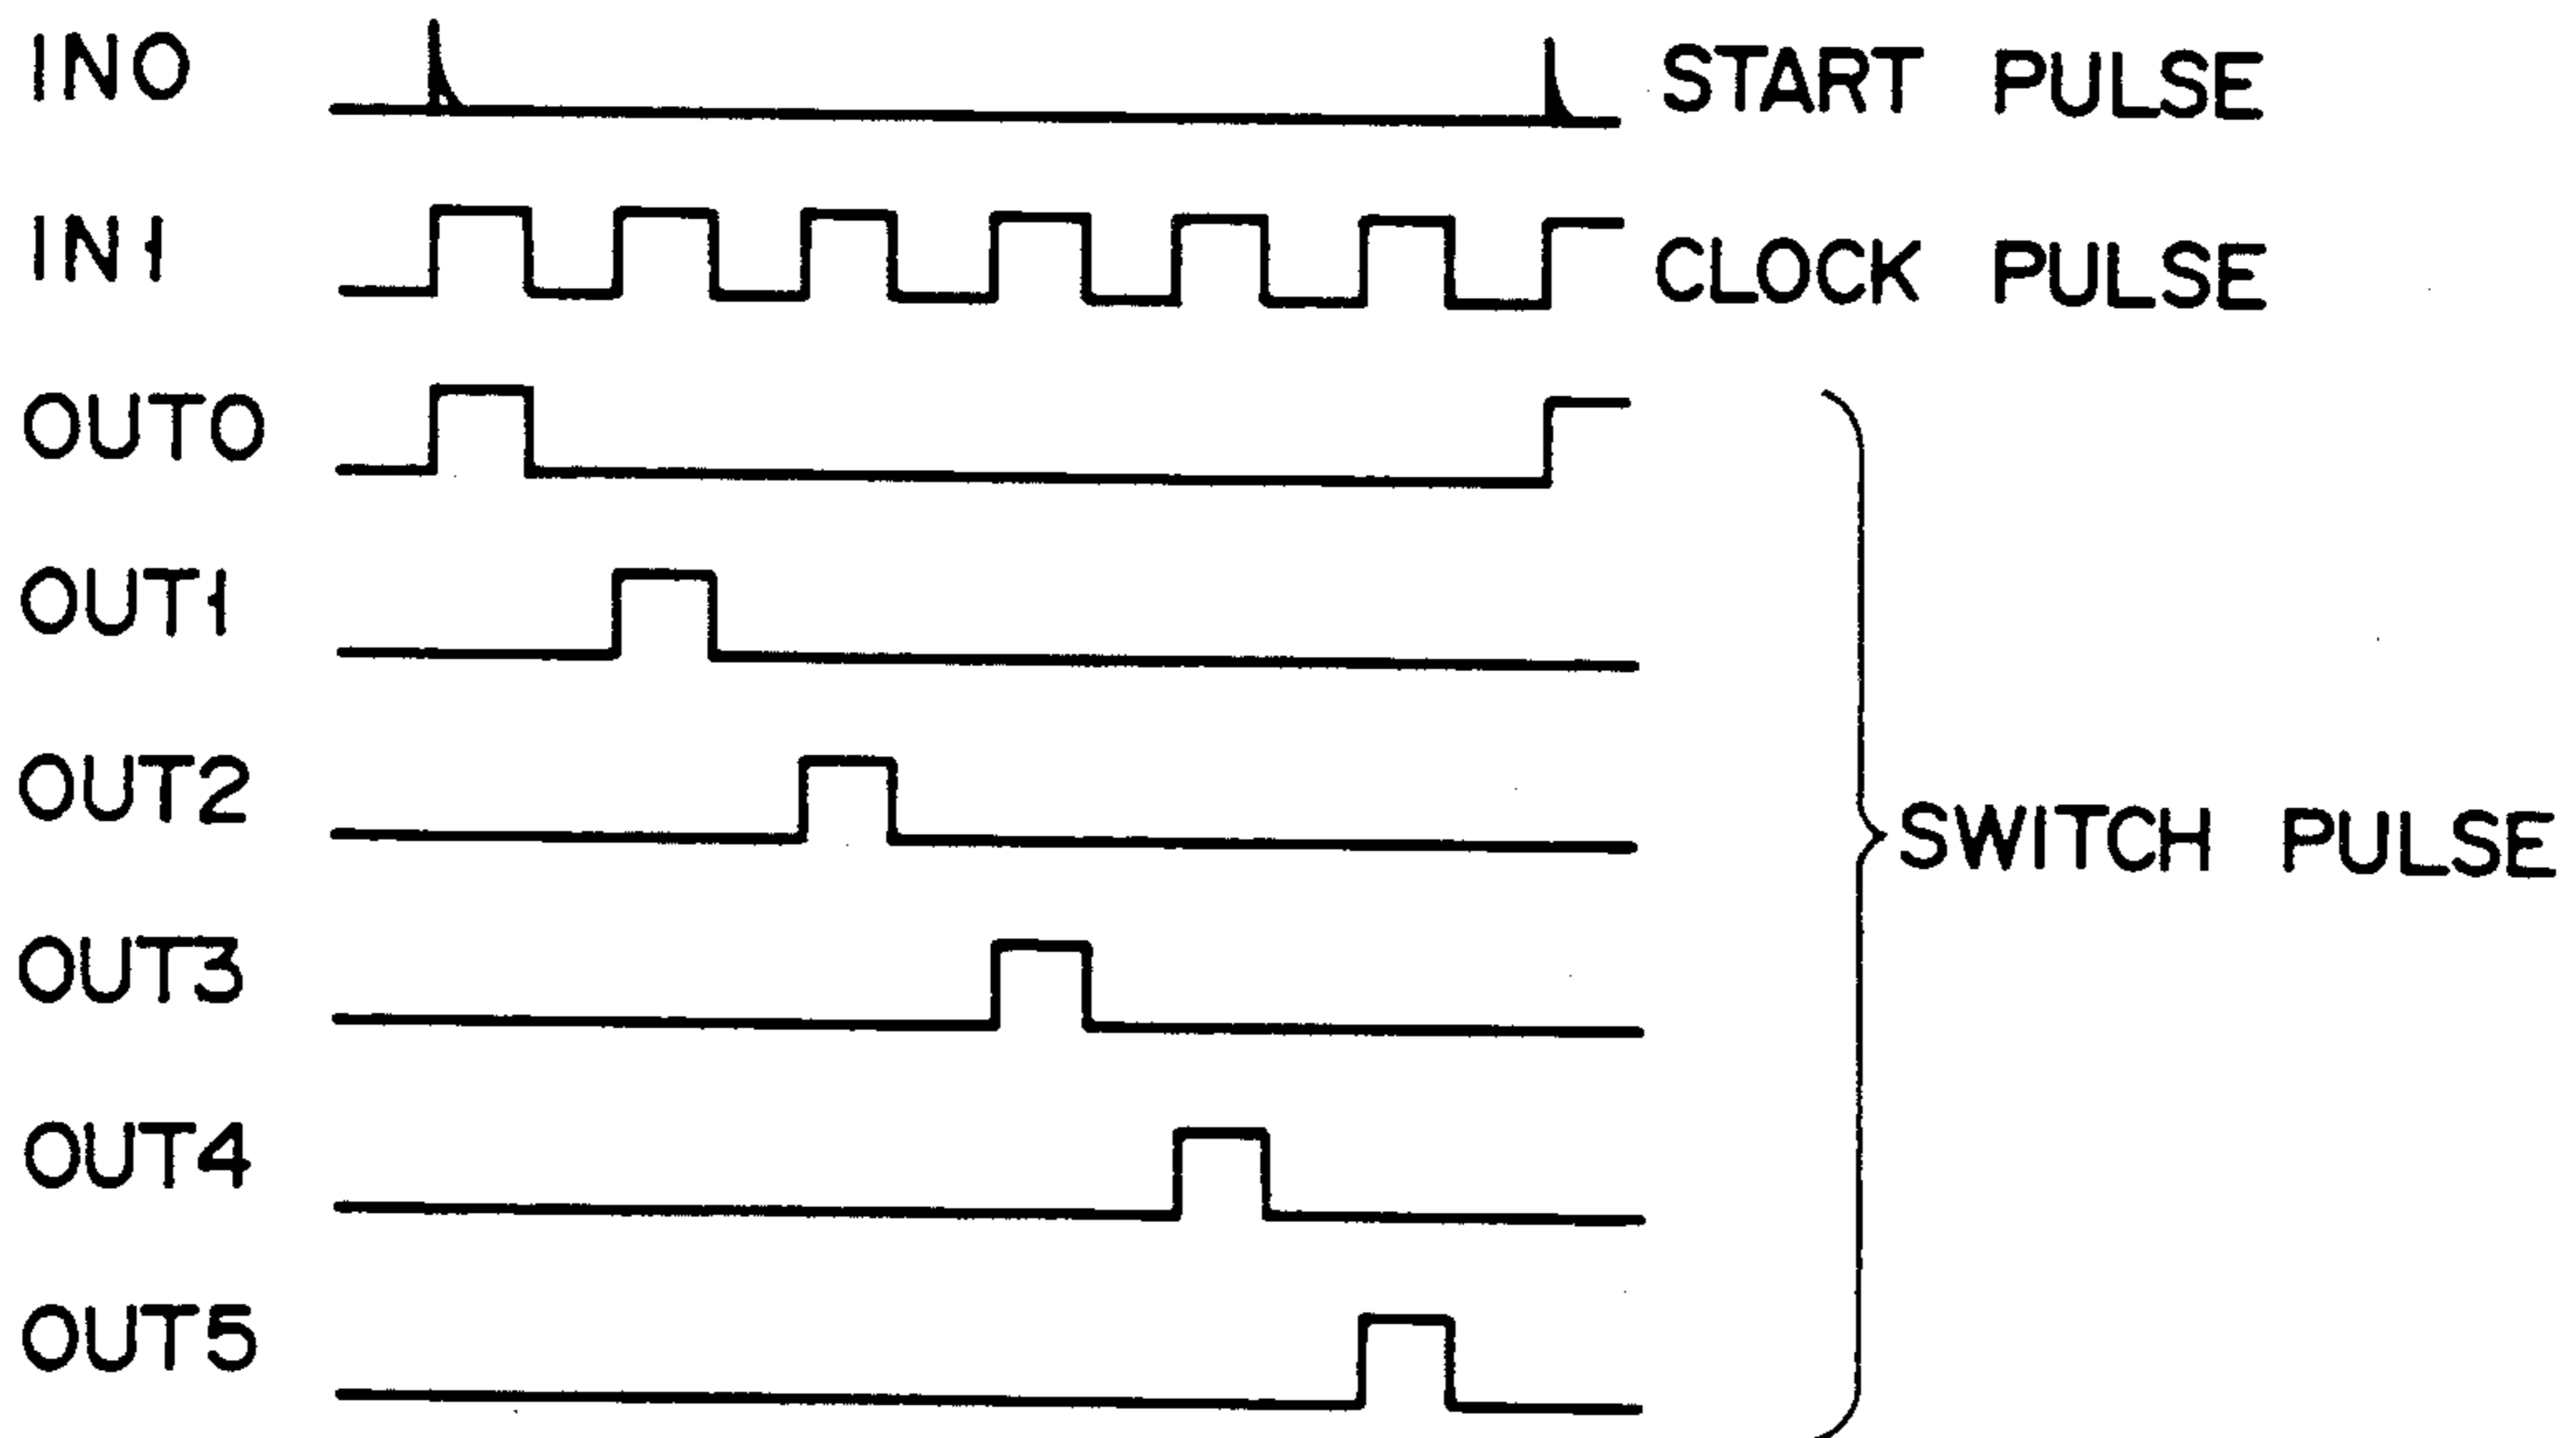 IN0 START PULSE
IN1 CLOCK PULSE
OUT0
OUT1
OUT2
SWITCH PULSE
OUT3
OUT4
OUT5